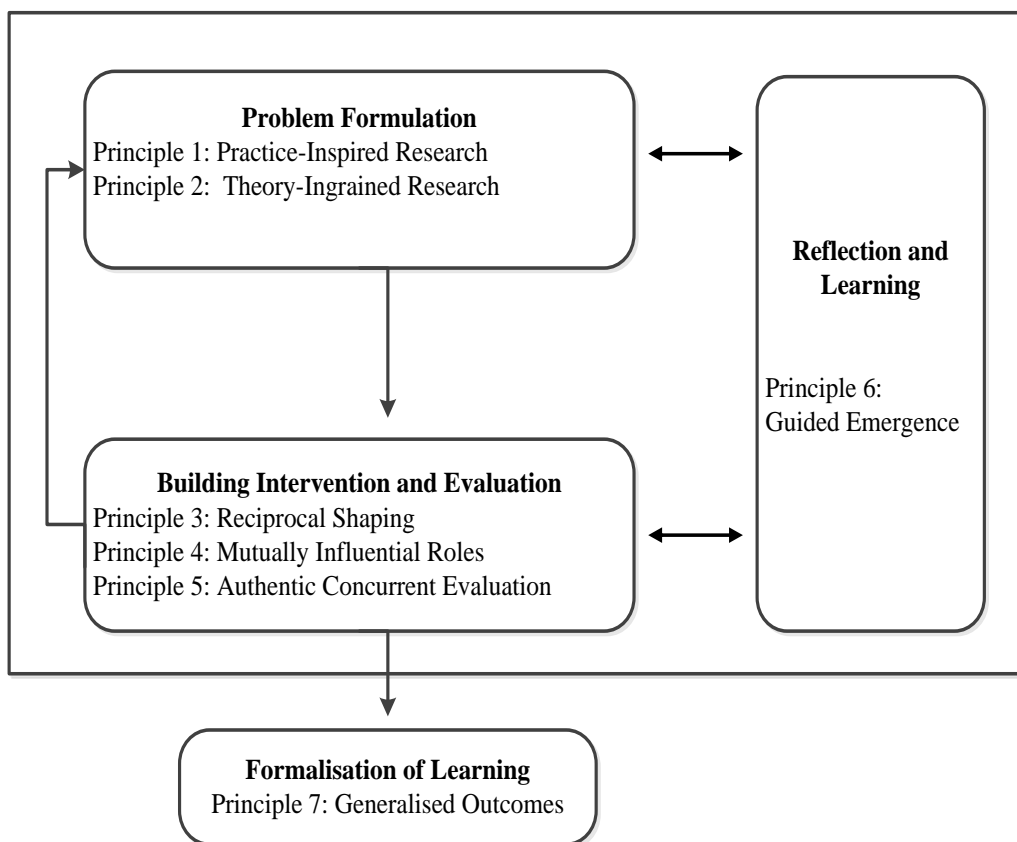 Problem Formulation
Principle 1: Practice-Inspired Research
Principle 2: Theory-Ingrained Research
Reflection and
Learning
Principle 6:
Guided Emergence
Building Intervention and Evaluation
Principle 3: Reciprocal Shaping
Principle 4: Mutually Influential Roles
Principle 5: Authentic Concurrent Evaluation
Formalisation of Learning
Principle 7: Generalised Outcomes